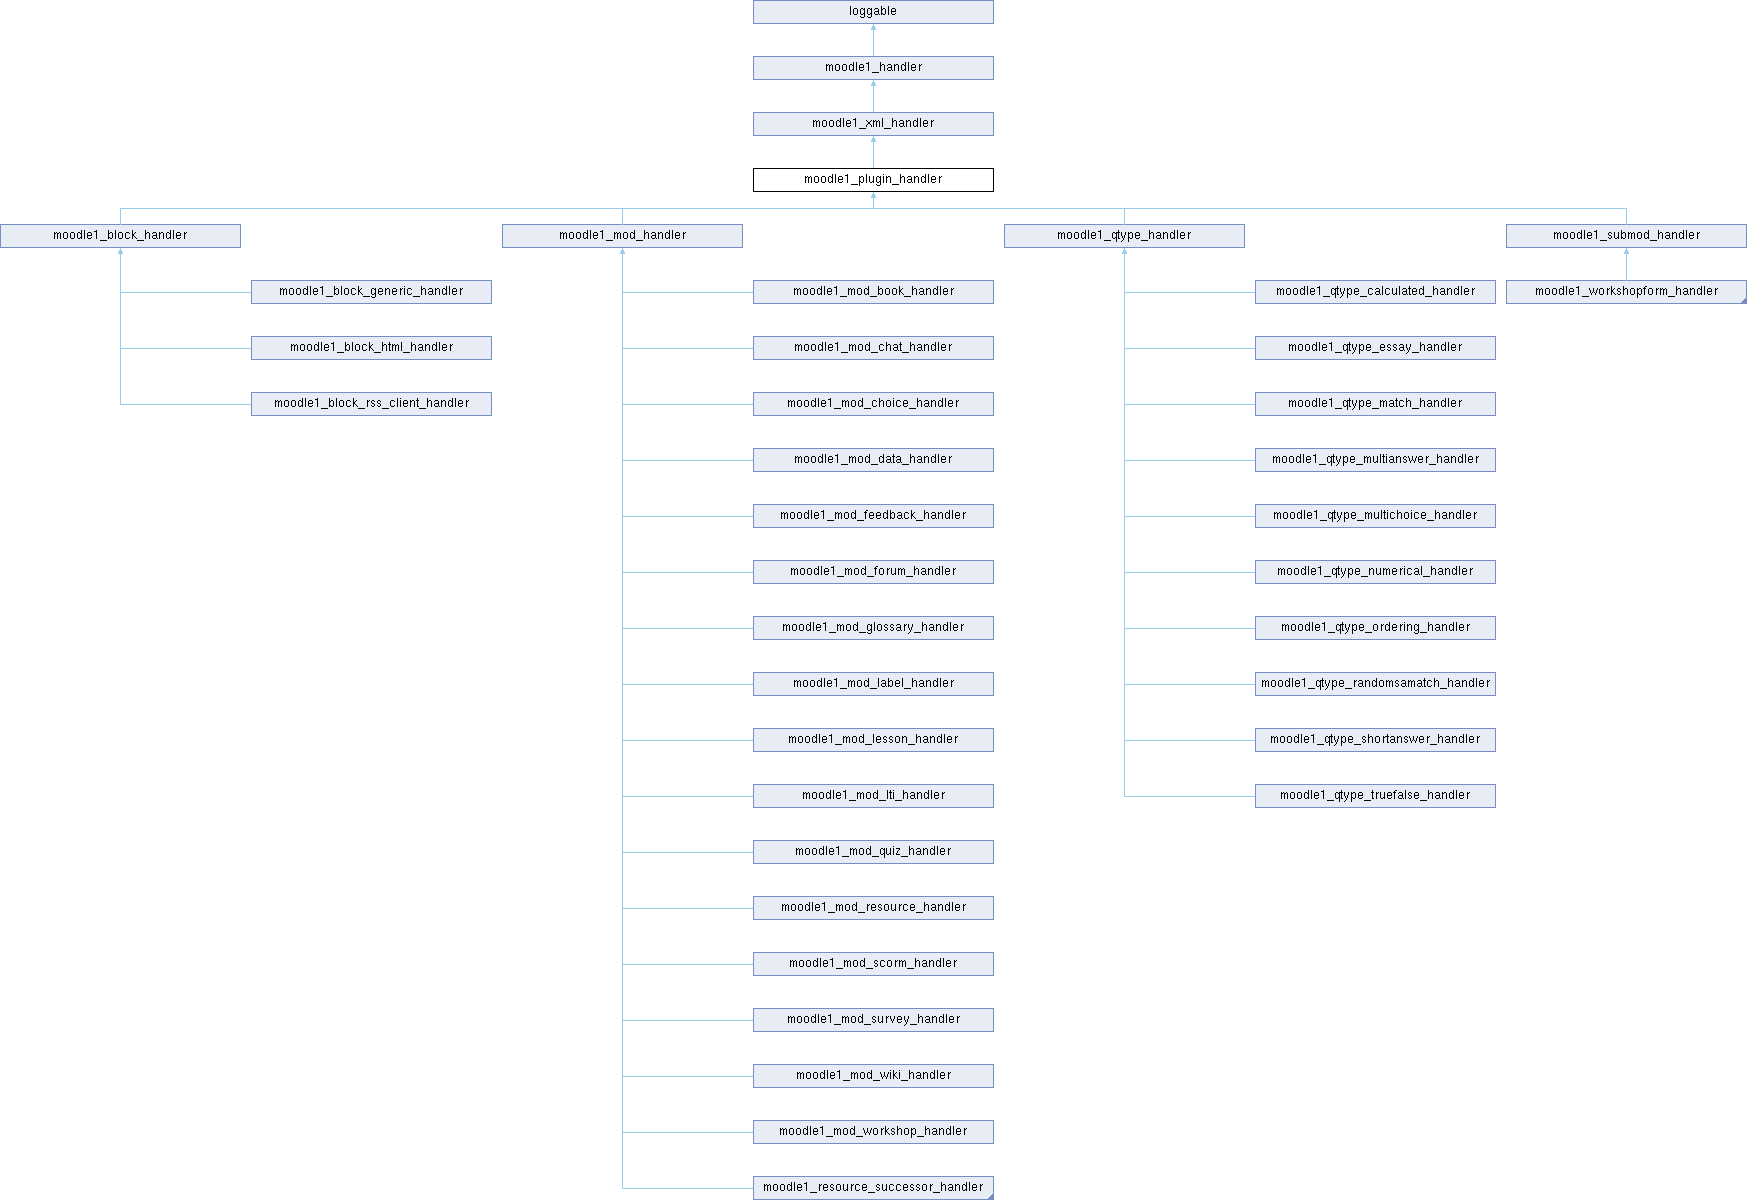 loggable
moodle1_handler
moodle1_xml_handler
moodle1_plugin_handler
moodle1_block_handler
moodle1_mod_handler
moodle1_qtype_handler
moodle1_submod_handler
moodle1_block_generic_handler
moodle1_mod_book_handler
moodle1_qtype_calculated_handler
moodle1_workshopform_handler
moodle1_block_html_handler
moodle1_mod_chat_handler
moodle1_qtype_essay_handler
moodle1_block_rss_client_handler
moodle1_mod_choice_handler
moodle1_qtype_match_handler
moodle1_mod_data_handler
moodle1_qtype_multianswer_handler
moodle1_mod_feedback_handler
moodle1_qtype_multichoice_handler
moodle1_mod_forum_handler
moodle1_qtype_numerical_handler
moodle1_mod_glossary_handler
moodle1_qtype_ordering_handler
moodle1_mod_label_handler
moodle1_qtype_randomsamatch_handler
moodle1_mod_lesson_handler
moodle1_qtype_shortanswer_handler
moodle1_mod_lti_handler
moodle1_qtype_truefalse_handler
moodle1_mod_quiz_handler
moodle1_mod_resource_handler
moodle1_mod_scorm_handler
moodle1_mod_survey_handler
moodle1_mod_wiki_handler
moodle1_mod_workshop_handler
moodle1_resource_successor_handler